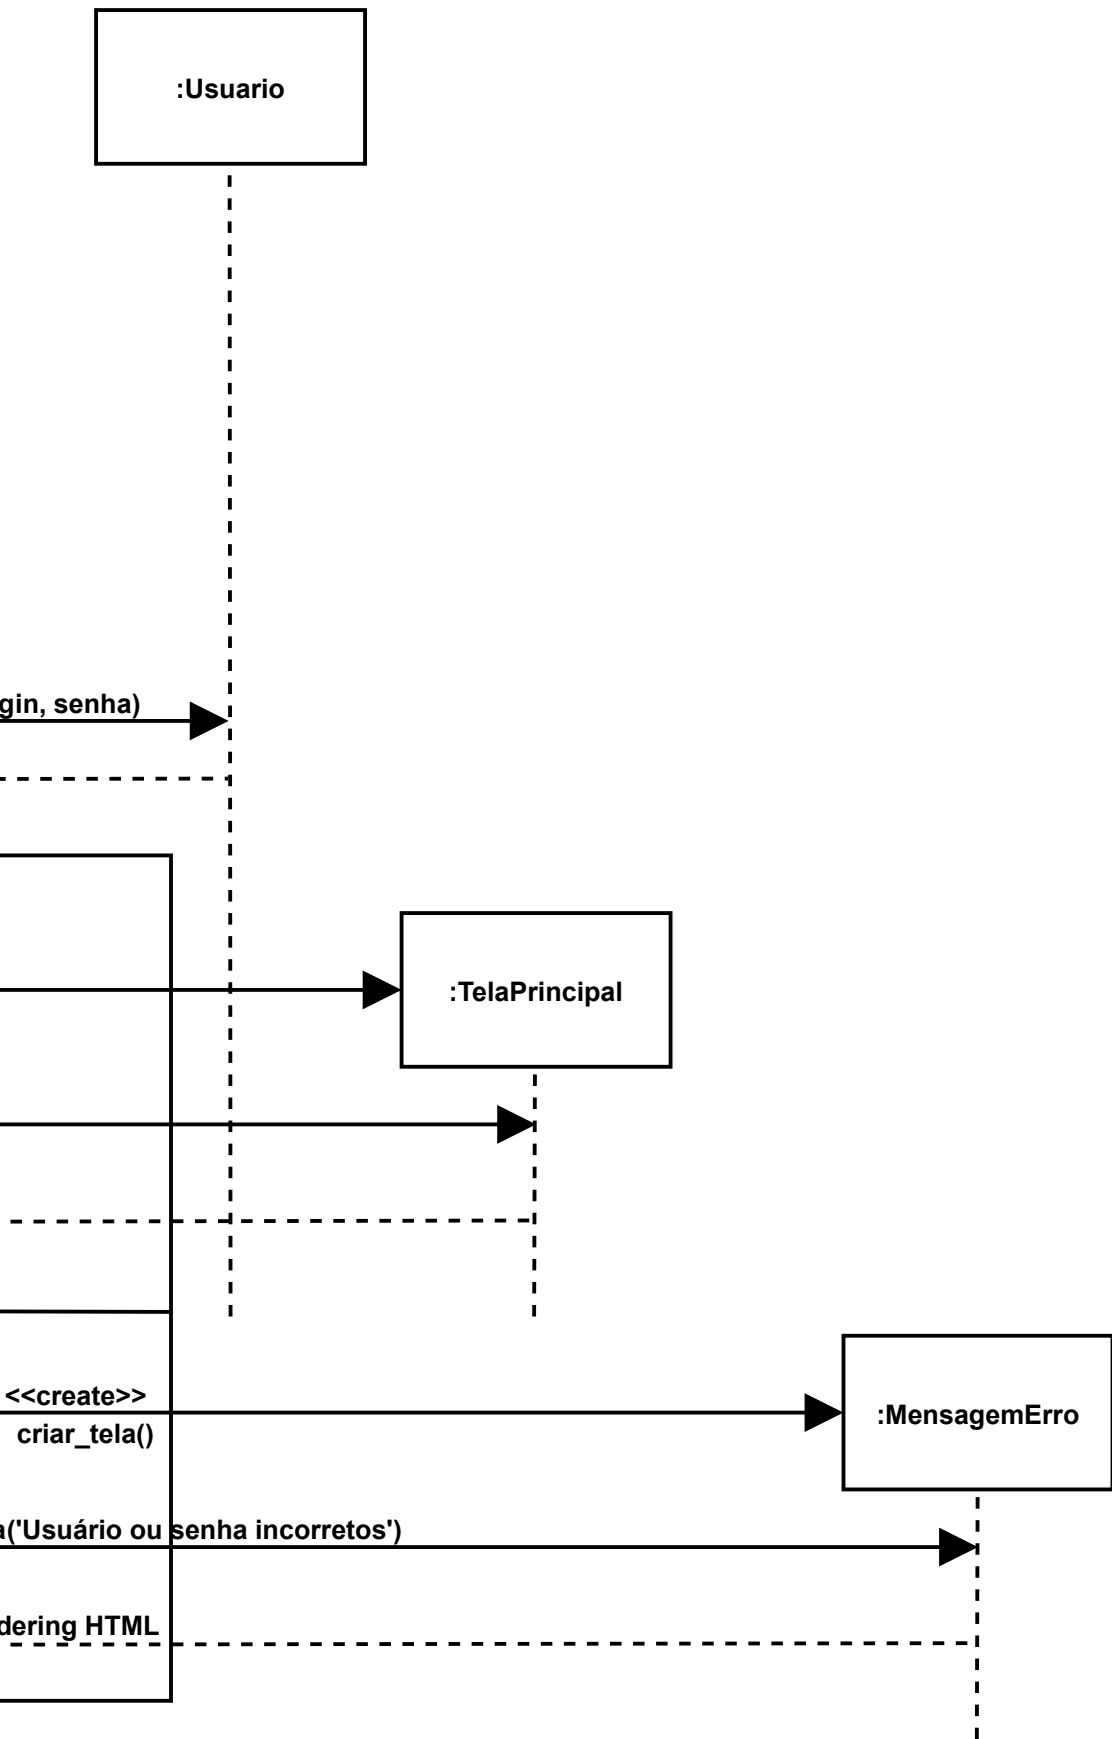 :Usuario
gin, senha)
:TelaPrincipal
<<create>>
criar_tela()
:MensagemErro
a('Usuário ou senha incorretos')
dering HTML